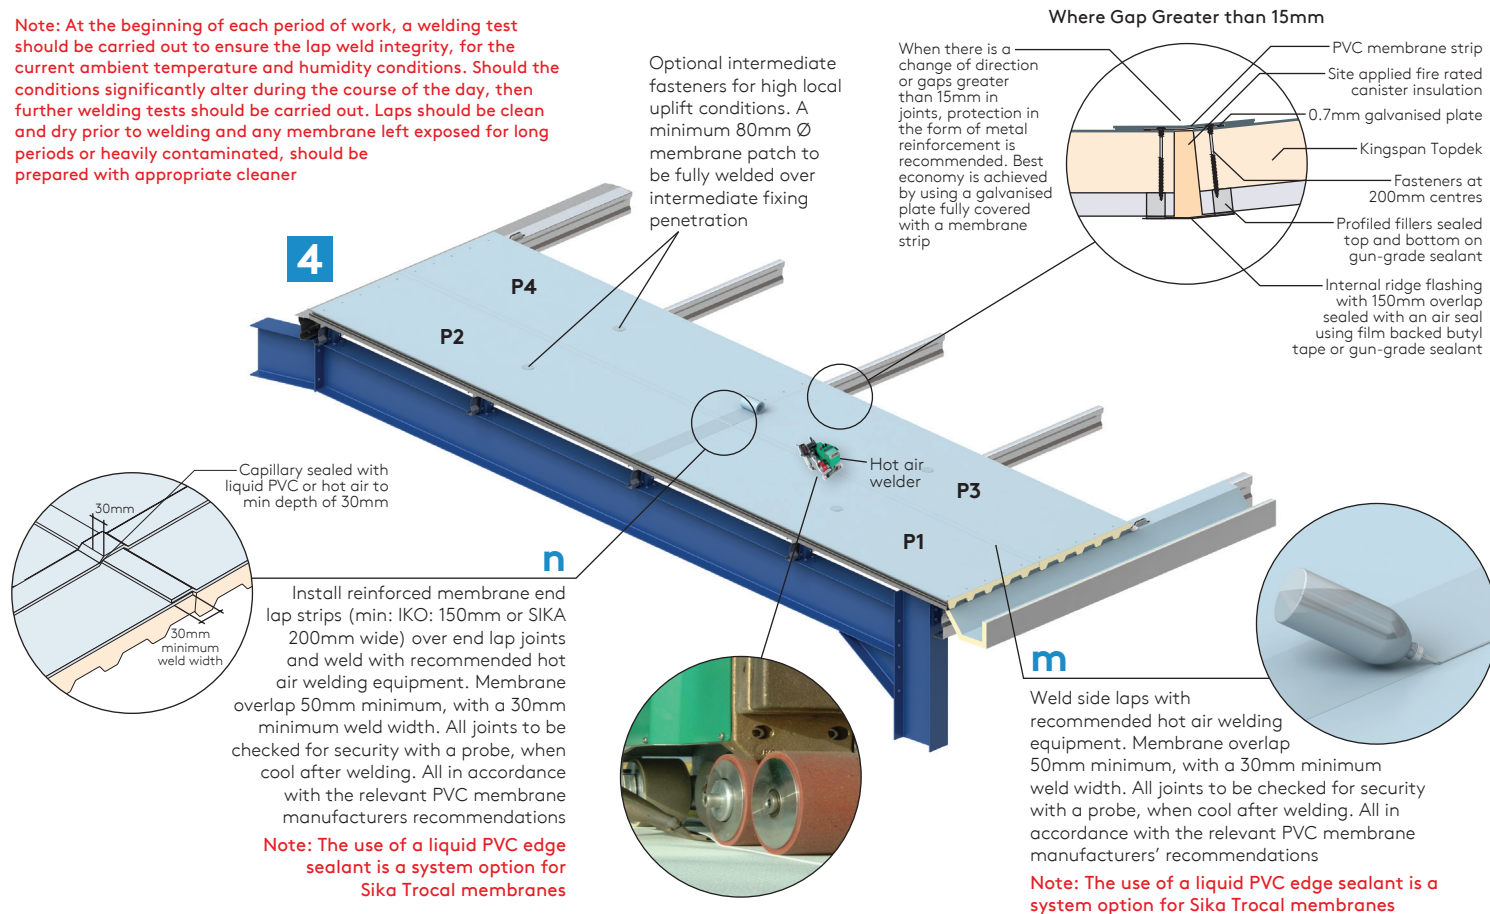 Note: At the beginning of each period of work, a welding test
should be carried out to ensure the lap weld integrity, for the
current ambient temperature and humidity conditions. Should the
conditions significantly alter during the course of the day, then
further welding tests should be carried out. Laps should be clean
and dry prior to welding and any membrane left exposed for long
periods or heavily contaminated, should be
prepared with appropriate cleaner
Optional intermediate
fasteners for high local
uplift conditions. A
minimum 80mm Ø
membrane patch to
be fully welded over
intermediate fixing
penetration
Where Gap Greater than 15mm
When there is a
change of direction
or gaps greater
than 15mm in
joints, protection in
the form of metal
reinforcement is
recommended. Best
economy is achieved
by using a galvanised
plate fully covered
with a membrane
strip
PVC membrane strip
Site applied fire rated
canister insulation
0.7mm galvanised plate
Kingspan Topdek
Fasteners at
200mm centres
Profiled fillers sealed
top and bottom on
gun-grade sealant
Internal ridge flashing
with 150mm overlap
sealed with an air seal
using film backed butyl
tape or gun-grade sealant
4
P4
P2
Hot air
welder
P3
P1
Capillary sealed with
liquid PVC or hot air to
min depth of 30mm
30mm
30mm
minimum
weld width
n
Install reinforced membrane end
lap strips (min: IKO: 150mm or SIKA
200mm wide) over end lap joints
and weld with recommended hot
air welding equipment. Membrane
overlap 50mm minimum, with a 30mm
minimum weld width. All joints to be
checked for security with a probe, when
cool after welding. All in accordance
with the relevant PVC membrane
manufacturers recommendations
Note: The use of a liquid PVC edge
sealant is a system option for
Sika Trocal membranes
m
Weld side laps with
recommended hot air welding
equipment. Membrane overlap
50mm minimum, with a 30mm minimum
weld width. All joints to be checked for security
with a probe, when cool after welding. All in
accordance with the relevant PVC membrane
manufacturers’ recommendations
Note: The use of a liquid PVC edge sealant is a
system option for Sika Trocal membranes